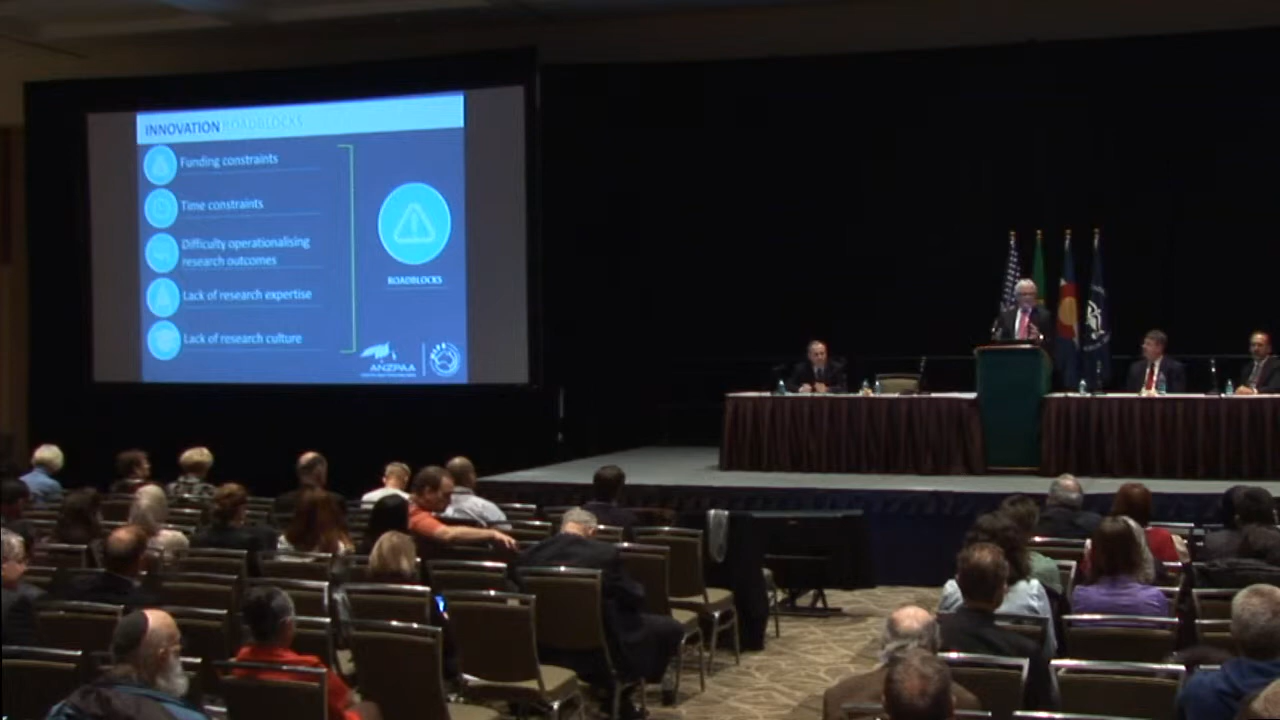 INNOVATION ROADBLOCKS
Funding constraints
Time constraints
Difficulty operationalising
research outcomes
Lack of research expertise
Lack of research culture
ROADBLOCKS
ANZPAA